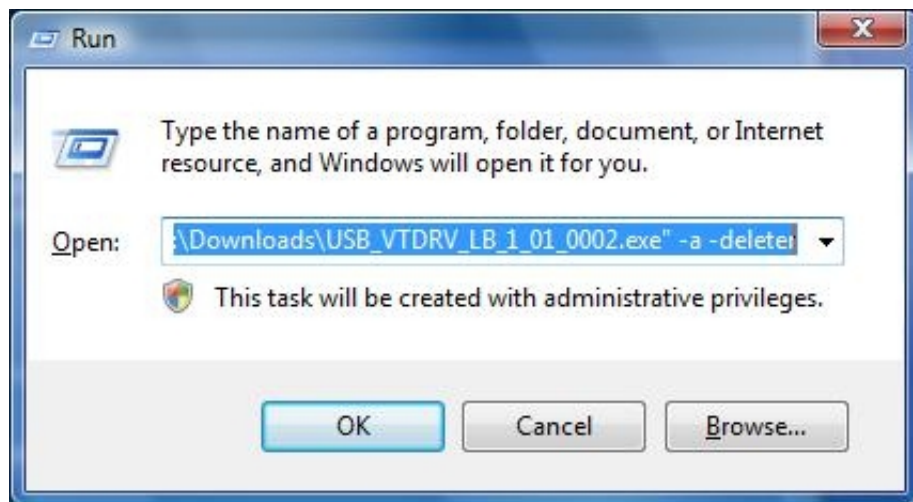 Run
Type the name of a program, folder, document, or Internet
resource, and Windows will open it for you.
Open: :\Downloads\USB_VTDRV_LB_1_01_0002.exe" -a -deleter
This task will be created with administrative privileges.
OK Cancel Browse...